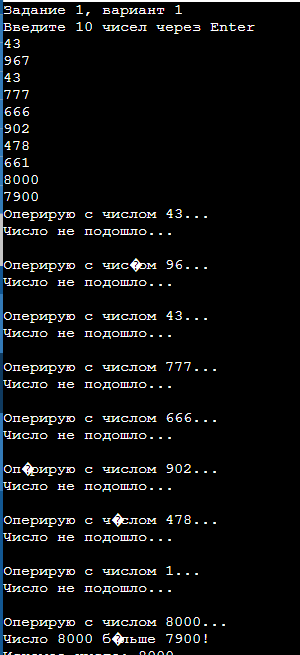 Задание 1, вариант 1
Введите 10 чисел через Enter
43
967
43
777
666
902
478
661
8000
7900
Оперирую с числом 43...
Число не подошло...
Оперирую с чис�ом 96...
Число не подошло...
Оперирую с числом 43...
Число не подошло...
Оперирую с числом 777...
Число не подошло...
Оперирую с числом 666...
Число не подошло...
Оп�рирую с числом 902...
Число не подошло...
Оперирую с ч�слом 478...
Число не подошло...
Оперирую с числом 1...
Число не подошло...
Оперирую с числом 8000...
Число 8000 б�льше 7900!